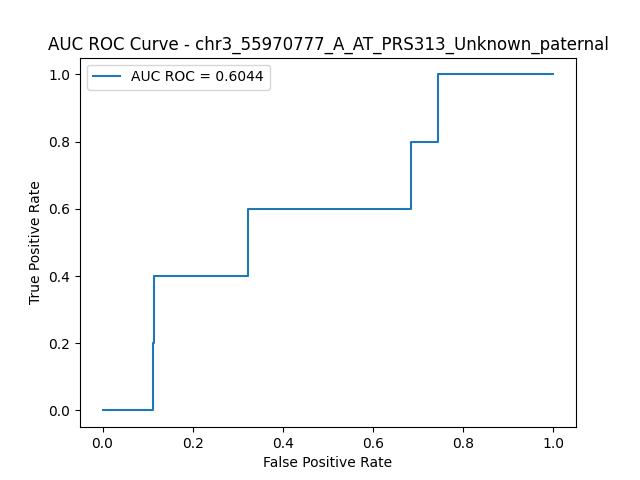 AUC ROC Curve - chr3_55970777_A_AT_PRS313_Unknown_paternal
AUC ROC = 0.6044
1.0
0.8
0.6
0.4
0.2
0.0
True Positive Rate
0.0 0.2 0.4 0.6 0.8 1.0
False Positive Rate